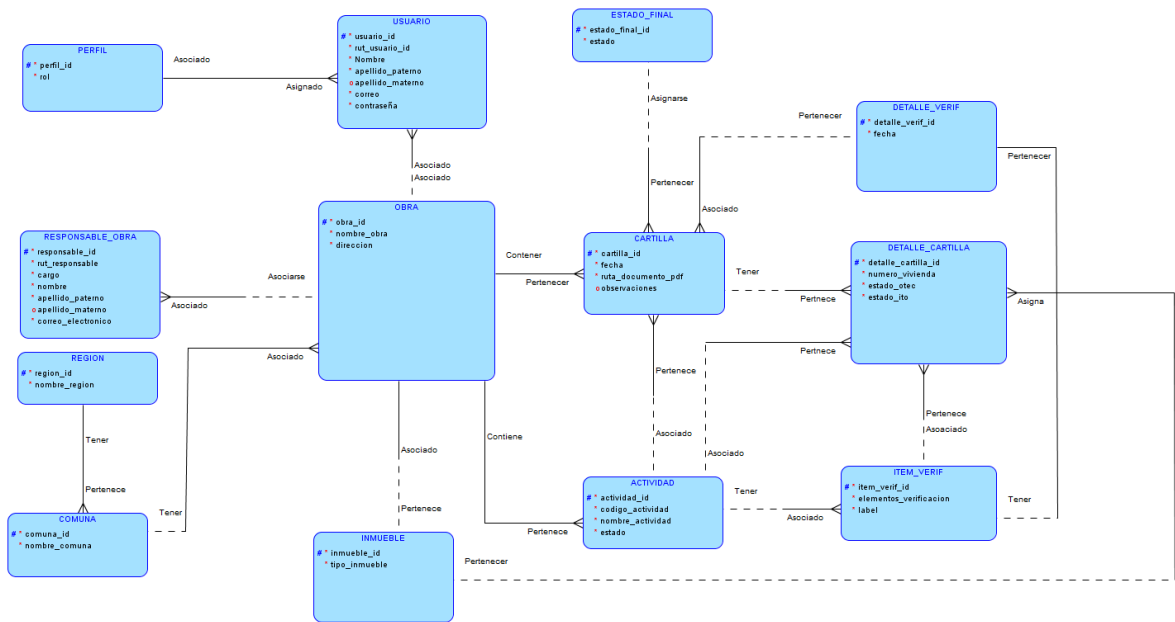 PERFIL
# * perfil_id
* rol
Asociado
Asignado
USUARIO
# * usuario_id
* rut_usuario_id
* Nombre
* apellido_paterno
o apellido_materno
* correo
* contraseña
Asociado
Asociado
ESTADO_FINAL
# * estado_final_id
* estado
Asignarse
Pertenecer
DETALLE_VERIF
# * detalle_verif_id
* fecha
Pertenecer
Asociado
Pertenecer
RESPONSABLE_OBRA
# * responsable_id
* rut_responsable
* cargo
* nombre
* apellido_paterno
o apellido_materno
* correo_electronico
Asociarse
Asociado
OBRA
# * obra_id
* nombre_obra
* direccion
Contener
Pertenecer
CARTILLA
# * cartilla_id
* fecha
* ruta_documento_pdf
o observaciones
Tener
Pertnece
DETALLE_CARTILLA
# * detalle_cartilla_id
* numero_vivienda
* estado_otec
* estado_ito
Asigna
Pertnece
REGION
# * region_id
* nombre_region
Tener
Pertenece
Asociado
Tener
COMUNA
# * comuna_id
* nombre_comuna
Asociado
Pertenece
Contiene
Pertenece
Pertenece
Asociado
Asociado
Pertenece
Asoaciado
ACTIVIDAD
# * actividad_id
* codigo_actividad
* nombre_actividad
* estado
Tener
Asociado
ITEM_VERIF
# * item_verif_id
* elementos_verificacion
* label
Tener
INMUEBLE
# * inmueble_id
* tipo_inmueble
Pertenecer